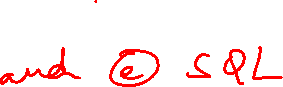 and ⓔ SQL